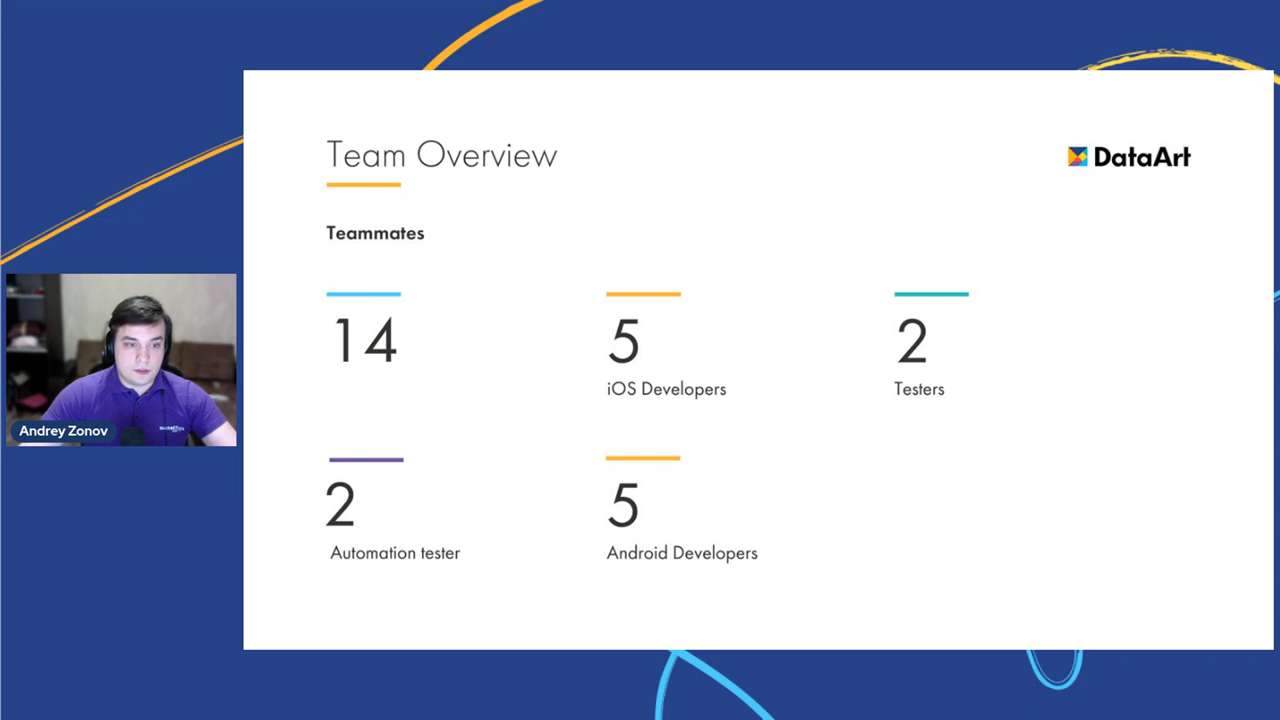 Team Overview
DataArt
Teammates
14
5
iOS Developers
2
Testers
2
Automation tester
5
Android Developers
Andrey Zonov